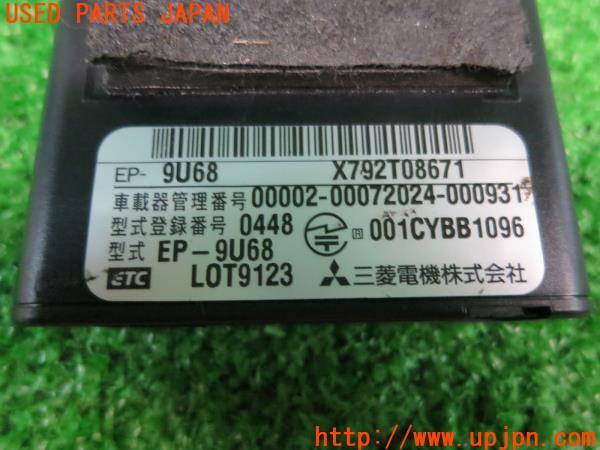 USED PARTS JAPAN
EP- 9U68 X792T08671
車載器管理番号 00002-00072024-000931
型式登録番号 0448 R 001CYBB1096
型式 EP-9U68
ETC LOT9123 三菱電機株式会社
http://www.upjpn.com/